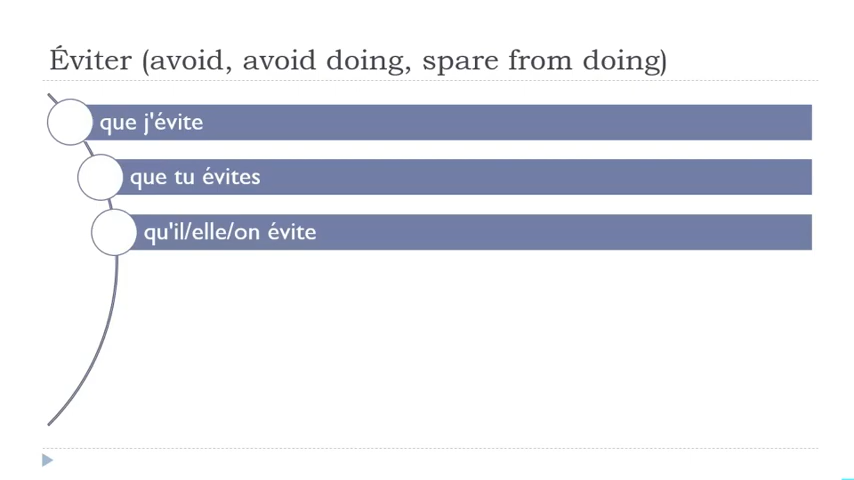 Éviter (avoid, avoid doing, spare from doing)
que j'évite
que tu évites
qu'il/elle/on évite